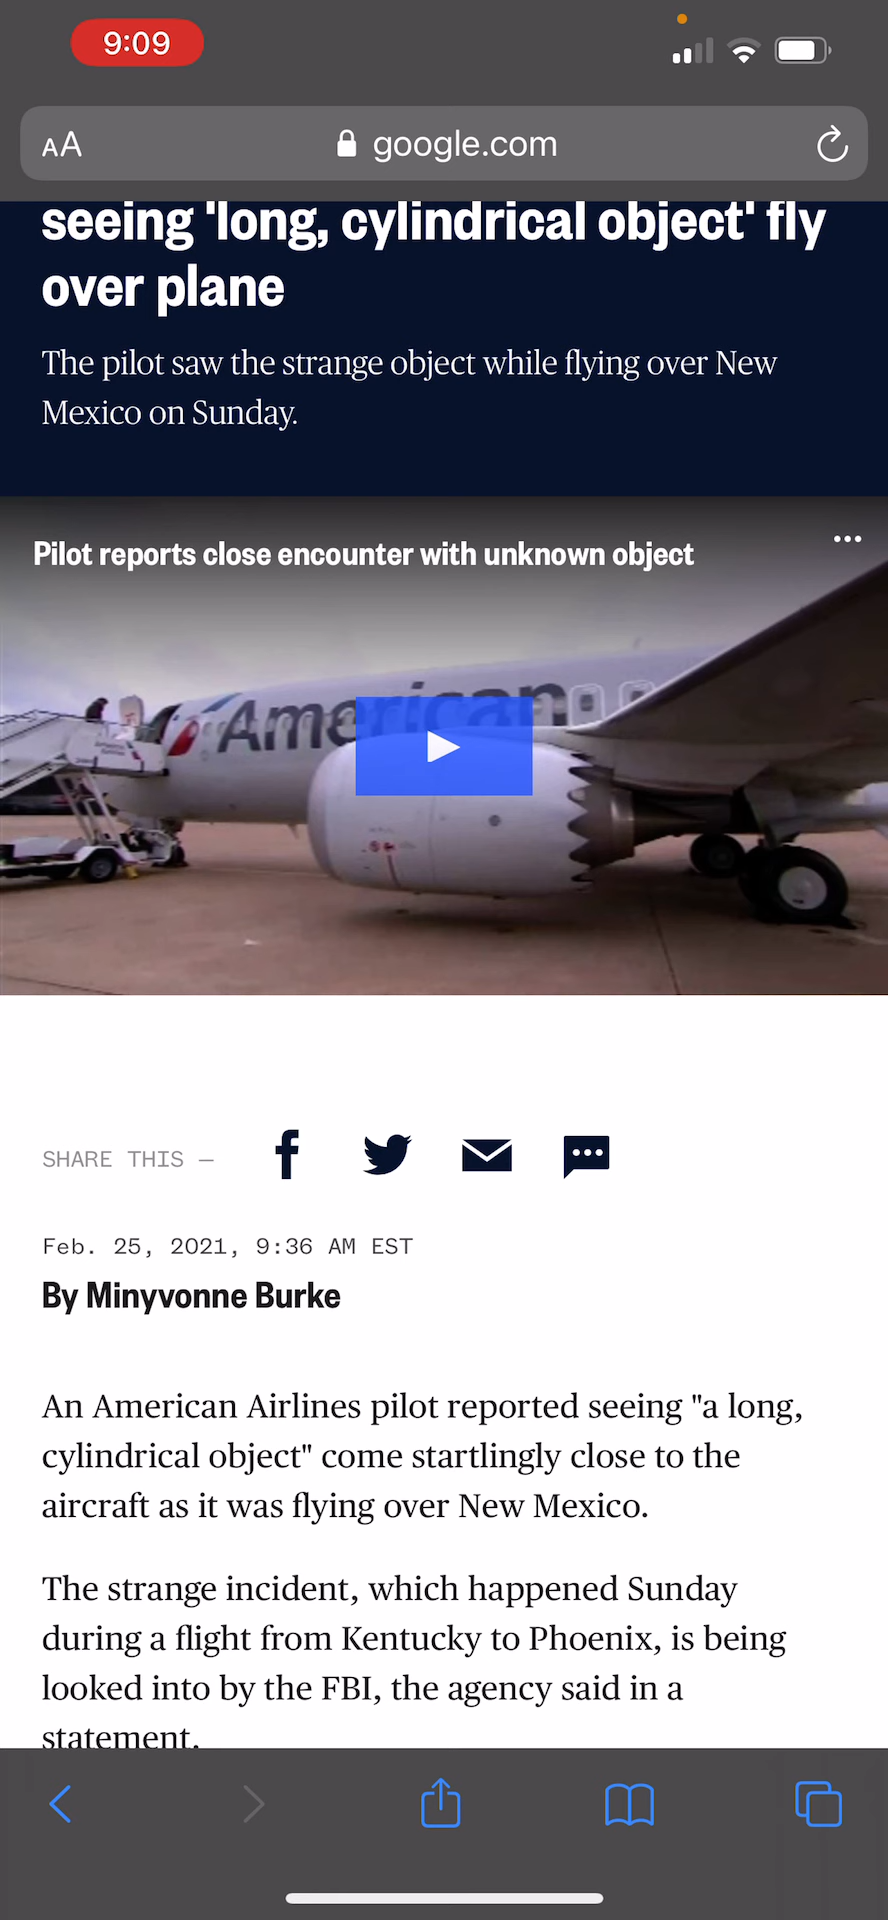 9:09
AA google.com
seeing 'long, cylindrical object' fly
over plane
The pilot saw the strange object while flying over New
Mexico on Sunday.
Pilot reports close encounter with unknown object
American
SHARE THIS —
Feb. 25, 2021, 9:36 AM EST
By Minyvonne Burke
An American Airlines pilot reported seeing "a long,
cylindrical object" come startlingly close to the
aircraft as it was flying over New Mexico.
The strange incident, which happened Sunday
during a flight from Kentucky to Phoenix, is being
looked into by the FBI, the agency said in a
statement.